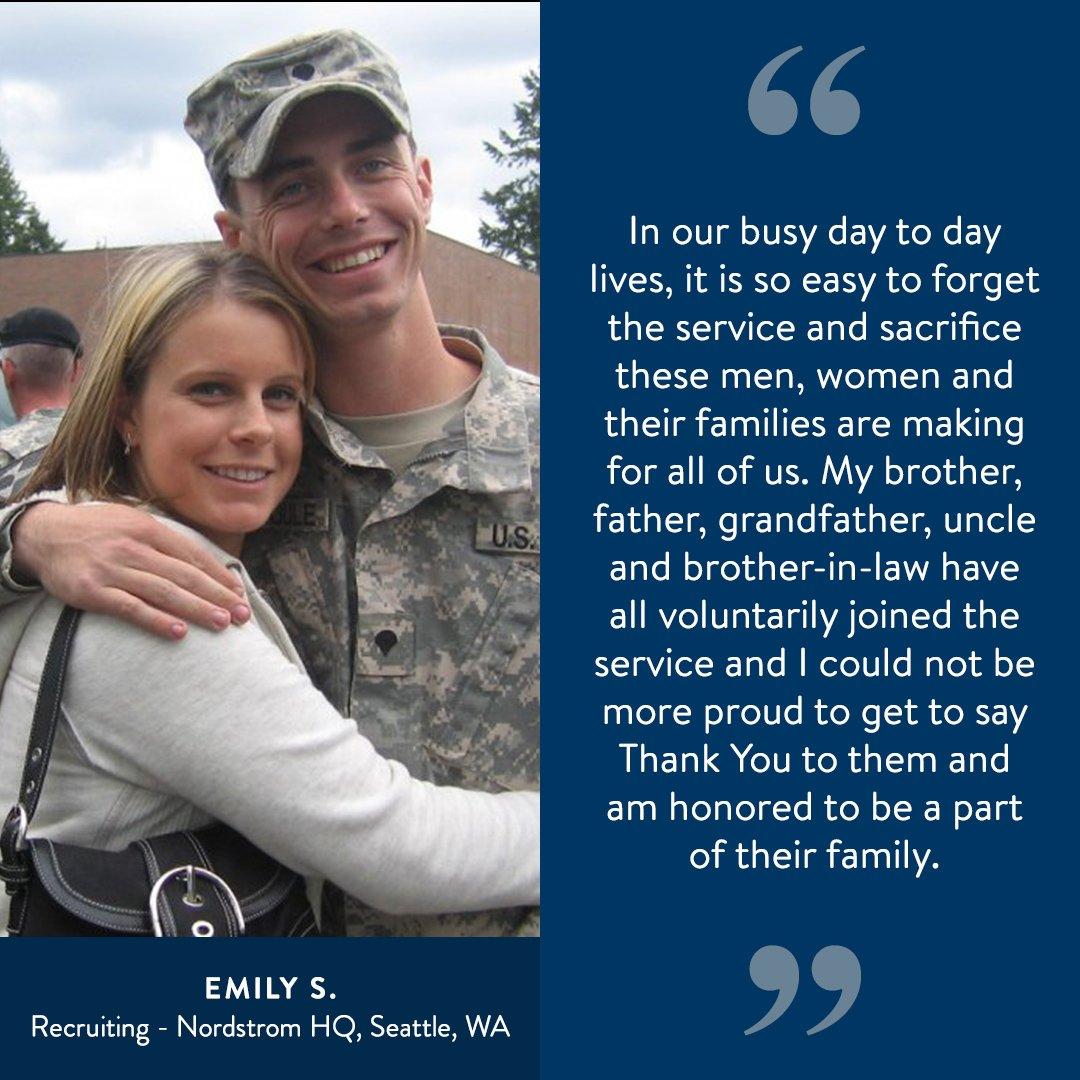 In our busy day to day
lives, it is so easy to forget
the service and sacrifice
these men, women and
their families are making
for all of us. My brother,
father, grandfather, uncle
and brother-in-law have
all voluntarily joined the
service and I could not be
more proud to get to say
Thank You to them and
am honored to be a part
of their family.
U.S.
EMILY S.
Recruiting - Nordstrom HQ, Seattle, WA